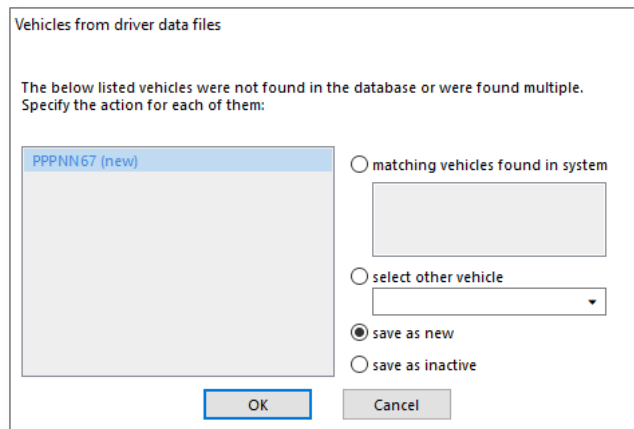 Vehicles from driver data files
The below listed vehicles were not found in the database or were found multiple.
Specify the action for each of them:
PPPNN67 (new)
matching vehicles found in system
select other vehicle
save as new
save as inactive
OK
Cancel